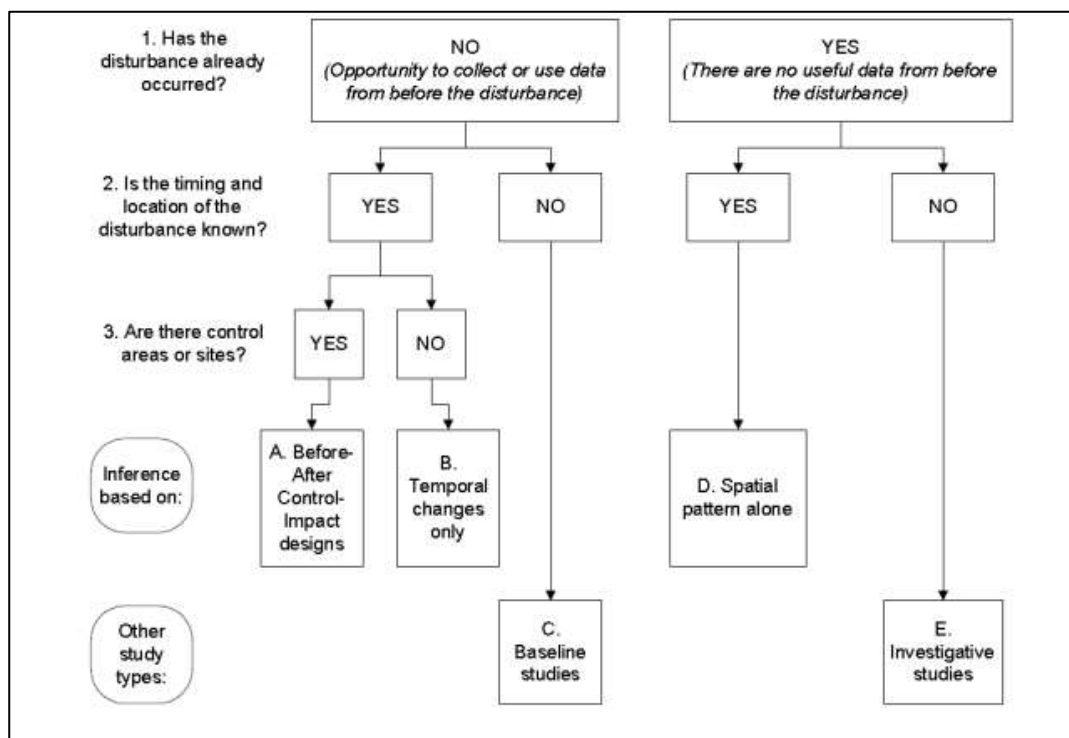 1. Has the
disturbance already
occurred?
NO
(Opportunity to collect or use data
from before the disturbance)
YES
(There are no useful data from before
the disturbance)
2. Is the timing and
location of the
disturbance known?
YES
NO
YES
NO
3. Are there control
areas or sites?
YES
NO
Inference
based on:
A. Before-
After
Control-
Impact
designs
B.
Temporal
changes
only
D. Spatial
pattern alone
Other
study
types:
C.
Baseline
studies
E.
Investigative
studies